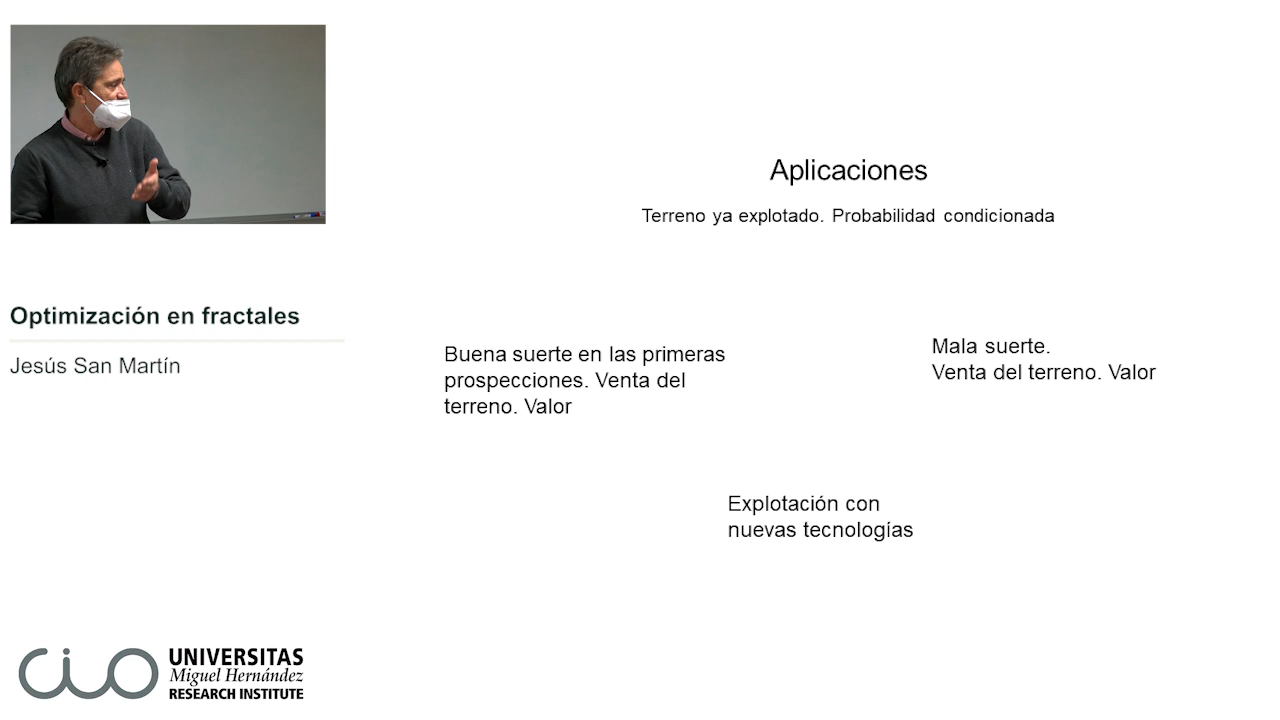 Aplicaciones
Terreno ya explotado. Probabilidad condicionada
Optimización en fractales
Jesús San Martín
Buena suerte en las primeras
prospecciones. Venta del
terreno. Valor
Mala suerte.
Venta del terreno. Valor
Explotación con
nuevas tecnologías
cio
UNIVERSITAS
Miguel Hernández
RESEARCH INSTITUTE